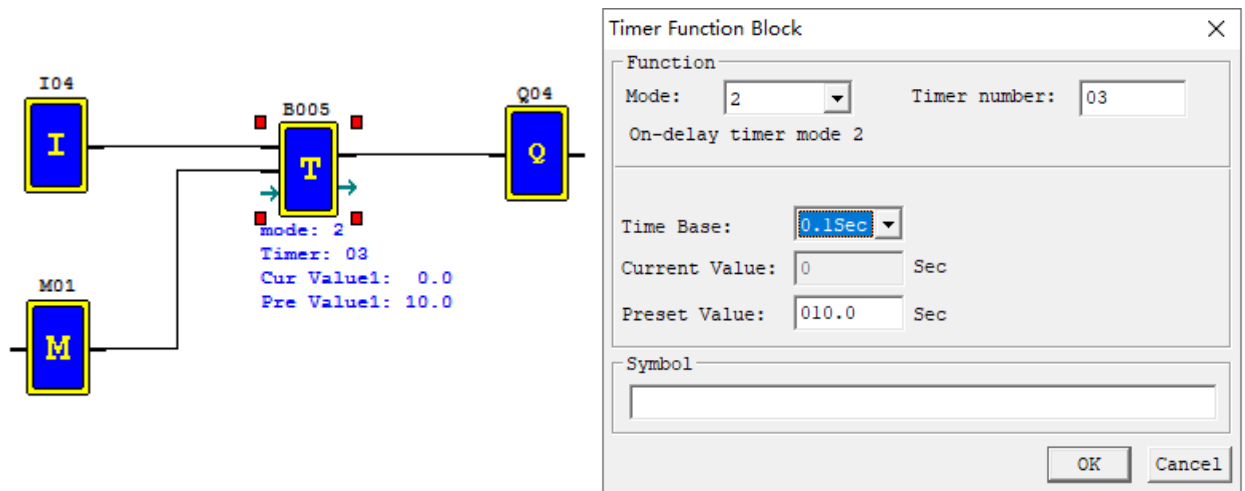 I04
I
B005
T
mode: 2
Timer: 03
Cur Value1: 0.0
Pre Value1: 10.0
Q04
Q
M01
M
Timer Function Block
Function
Mode: 2 Timer number: 03
On-delay timer mode 2
Time Base: 0.1Sec
Current Value: 0 Sec
Preset Value: 010.0 Sec
Symbol
OK Cancel